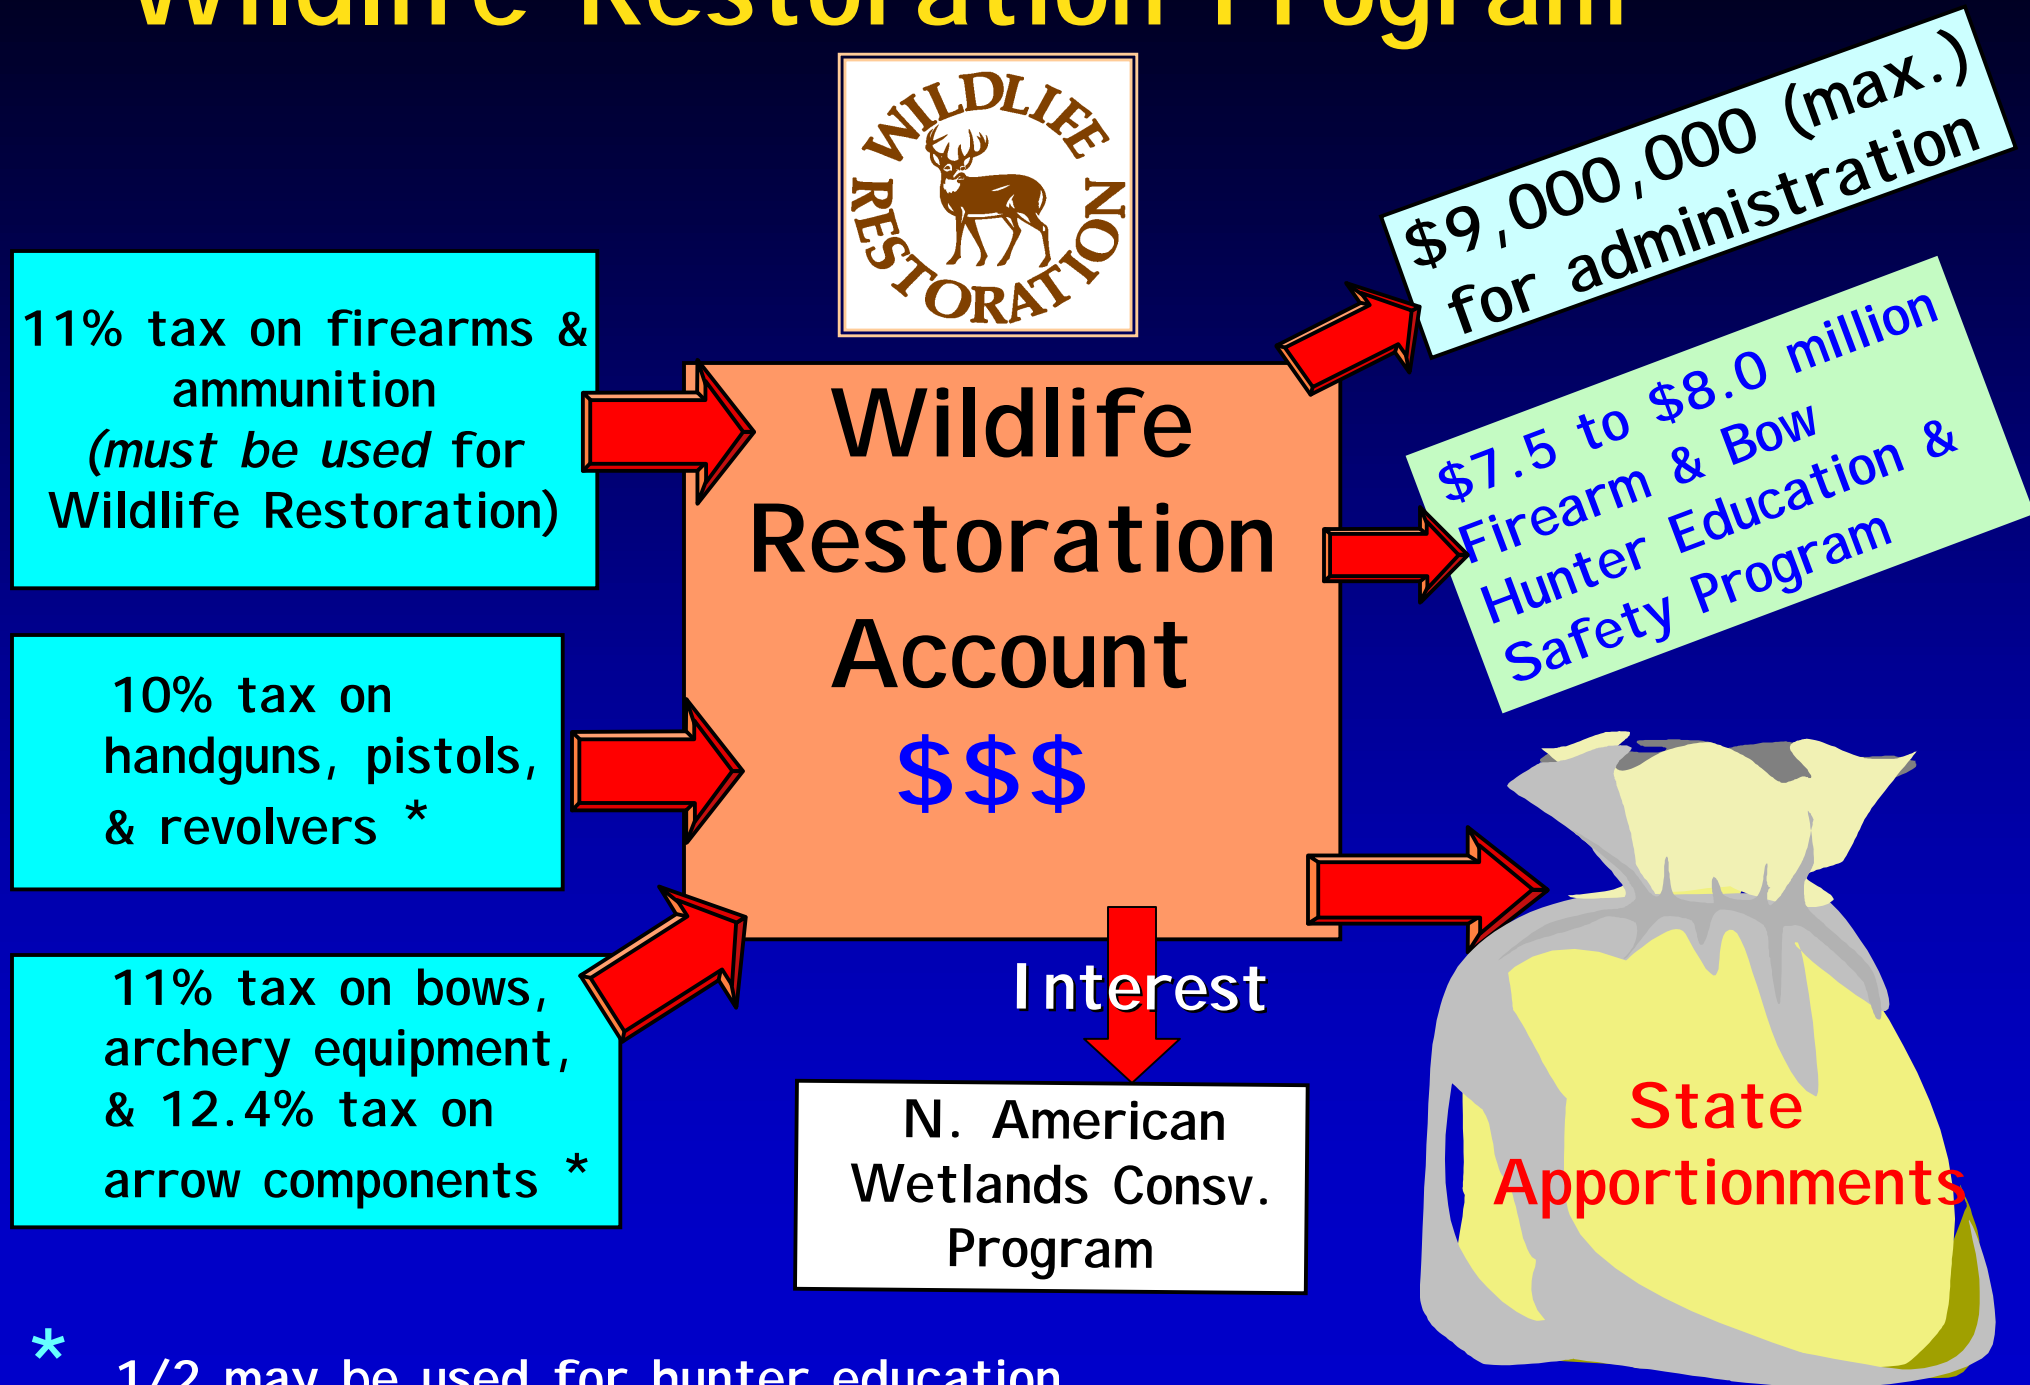 Wildlife Restoration Program
WILDLIFE
RESTORATION
11% tax on firearms &
ammunition
(must be used for
Wildlife Restoration)
10% tax on
handguns, pistols,
& revolvers *
11% tax on bows,
archery equipment,
& 12.4% tax on
arrow components *
Wildlife
Restoration
Account
$$$
Interest
N. American
Wetlands Consv.
Program
$9,000,000 (max.)
for administration
$7.5 to $8.0 million
Firearm & Bow
Hunter Education &
Safety Program
State
Apportionments
* 1/2 may be used for hunter education